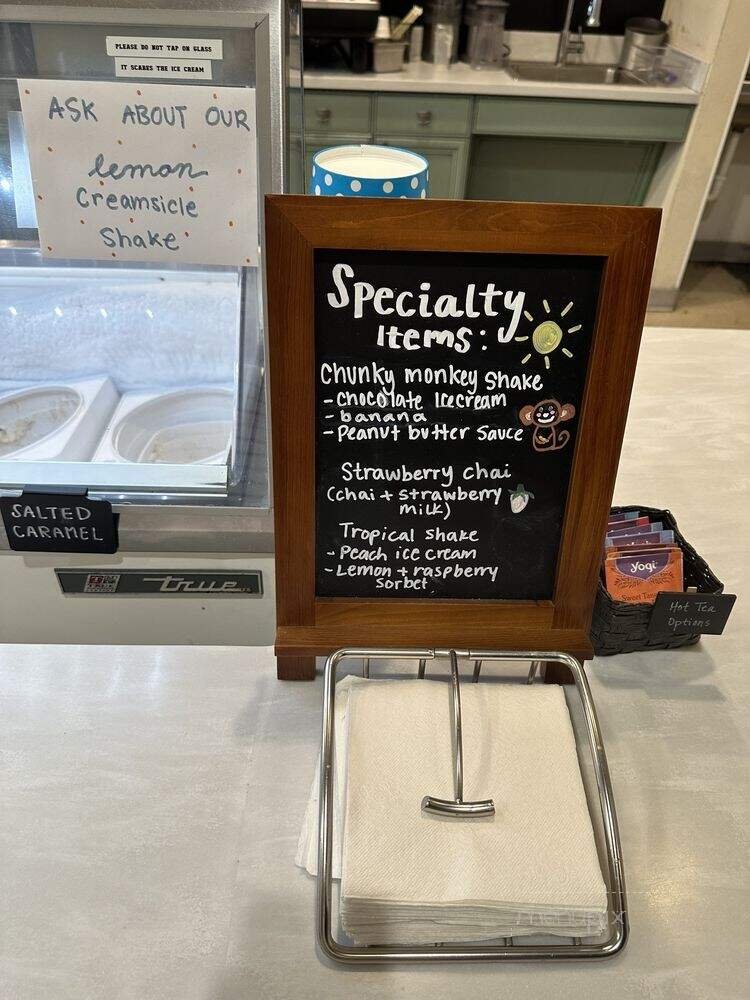 PLEASE DO NOT TAP ON GLASS
IT SCARES THE ICE CREAM
ASK ABOUT OUR
lemon
Creamsicle
Shake
Specialty
Items:
Chunky monkey Shake
- chocolate Icecream
- banana
- Peanut butter Sauce
Strawberry chai
(chai + strawberry
milk)
Tropical Shake
- Peach ice cream
- Lemon + raspberry
sorbet
SALTED
CARAMEL
true
yogi
Hot Tea
Options
menupix